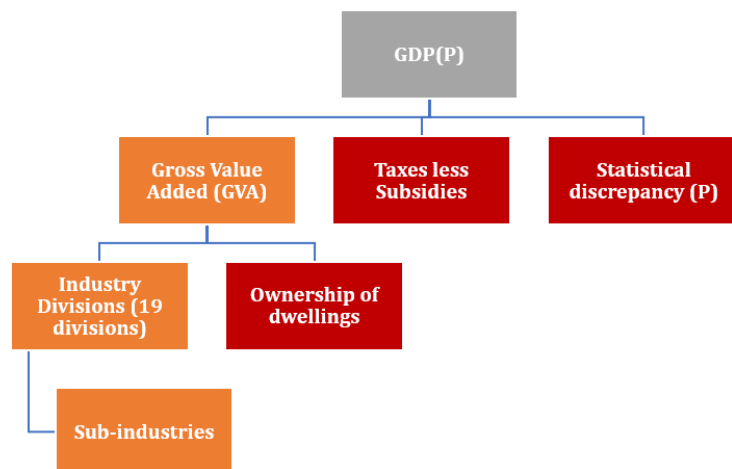 GDP(P)
Gross Value
Added (GVA)
Taxes less
Subsidies
Statistical
discrepancy (P)
Industry
Divisions (19
divisions)
Ownership of
dwellings
Sub-industries